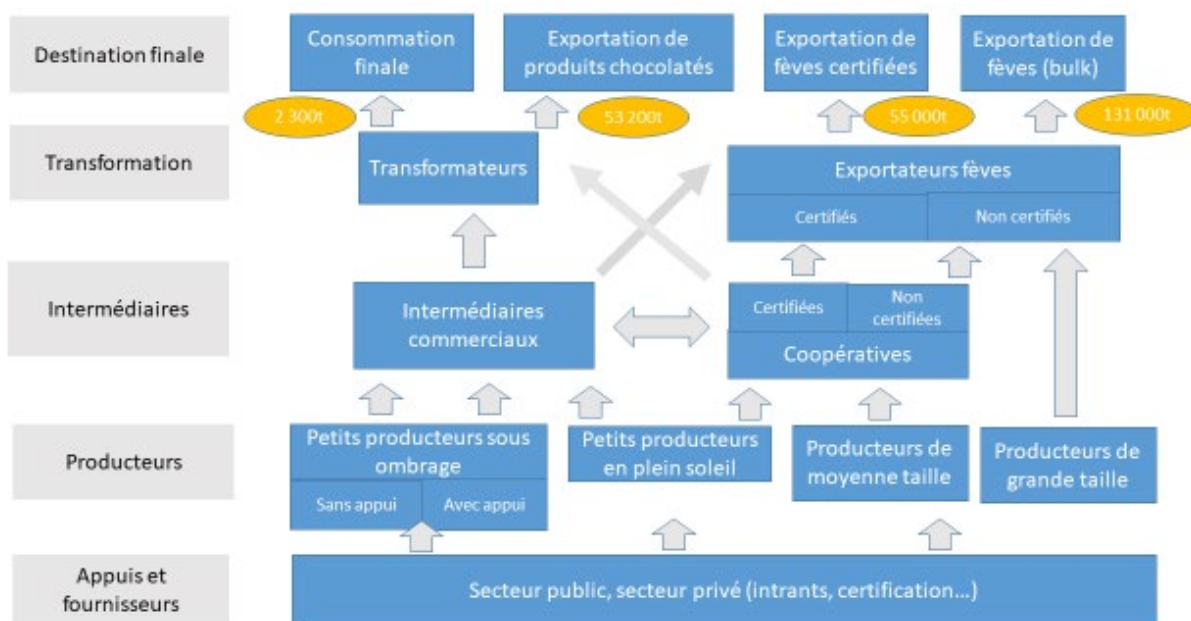 Destination finale
Consommation
finale
Exportation de
produits chocolatés
Exportation de
fèves certifiées
Exportation de
fèves (bulk)
2 300t
53 200t
55 000t
131 000t
Transformation
Transformateurs
Exportateurs fèves
Certifiés
Non certifiés
Intermédiaires
Intermédiaires
commerciaux
Certifiées
Non
certifiées
Coopératives
Producteurs
Petits producteurs sous
ombrage
Sans appui
Avec appui
Petits producteurs
en plein soleil
Producteurs de
moyenne taille
Producteurs de
grande taille
Appuis et
fournisseurs
Secteur public, secteur privé (intrants, certification...)